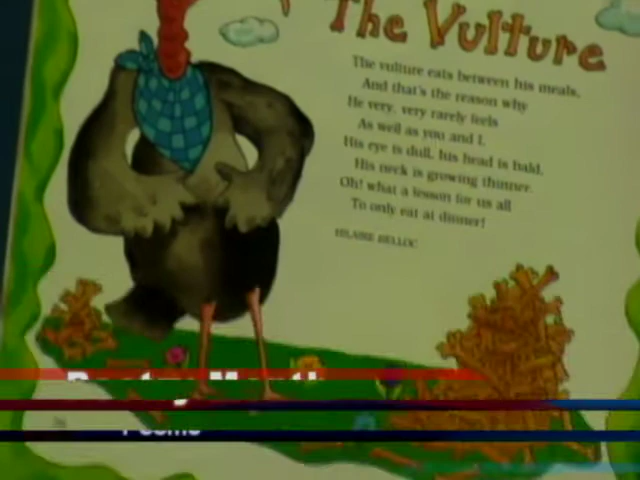 The Vulture
The vulture eats between his meals,
And that's the reason why
He very, very rarely feels
As well as you and I.
His eye is dull, his head is bald,
His neck is growing thinner.
Oh! what a lesson for us all
To only eat at dinner!
HILAIRE BELLOC